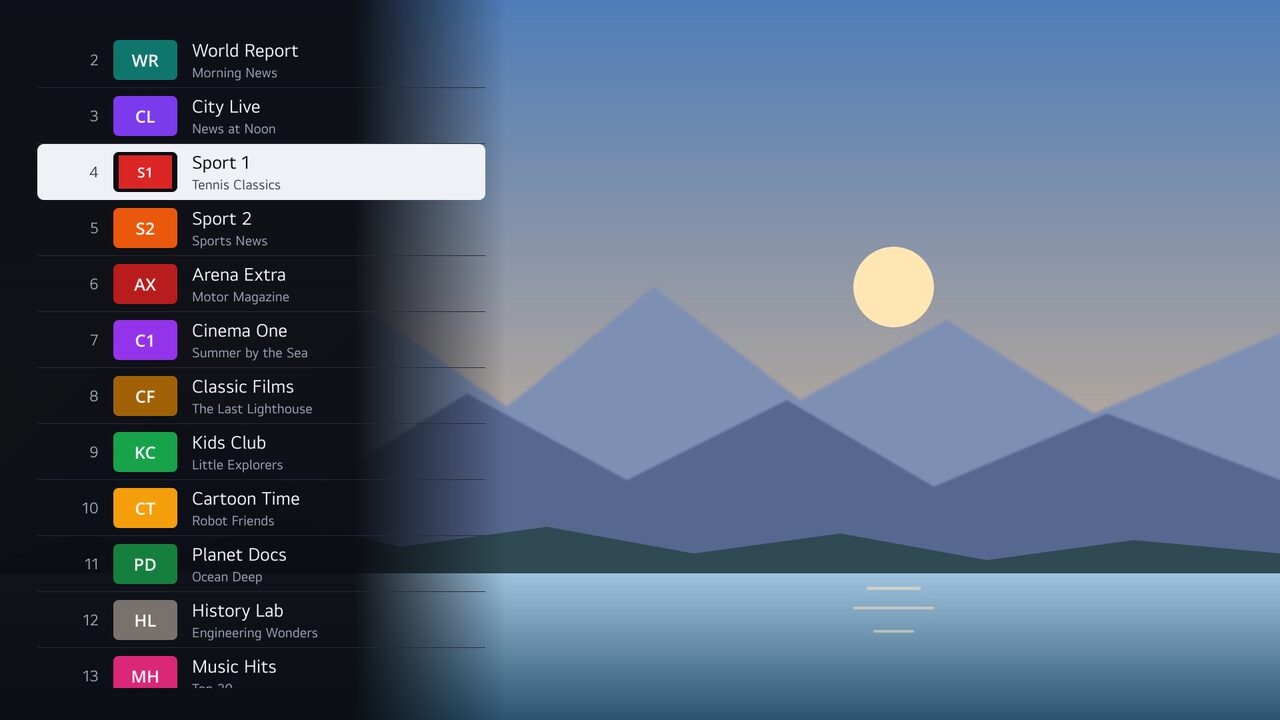 2
WR
World Report
Morning News
3
CL
City Live
News at Noon
4
S1
Sport 1
Tennis Classics
5
S2
Sport 2
Sports News
6
AX
Arena Extra
Motor Magazine
7
C1
Cinema One
Summer by the Sea
8
CF
Classic Films
The Last Lighthouse
9
KC
Kids Club
Little Explorers
10
CT
Cartoon Time
Robot Friends
11
PD
Planet Docs
Ocean Deep
12
HL
History Lab
Engineering Wonders
13
MH
Music Hits